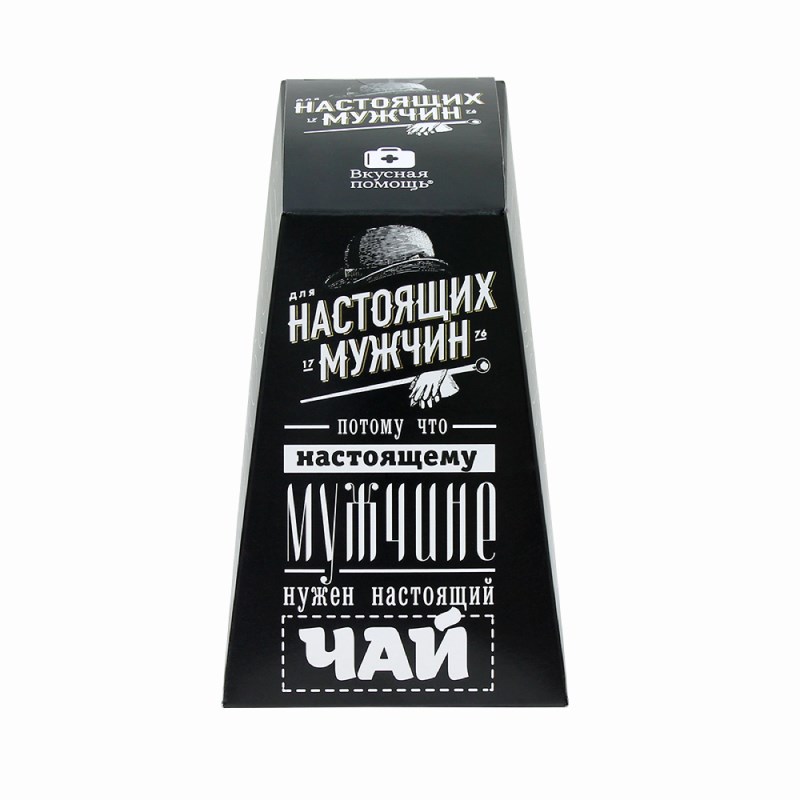 для
НАСТОЯЩИХ
17 МУЖЧИН 76
Вкусная
помощь®
для
НАСТОЯЩИХ
17 МУЖЧИН 76
потому что
настоящему
мужчине
нужен настоящий
ЧАЙ